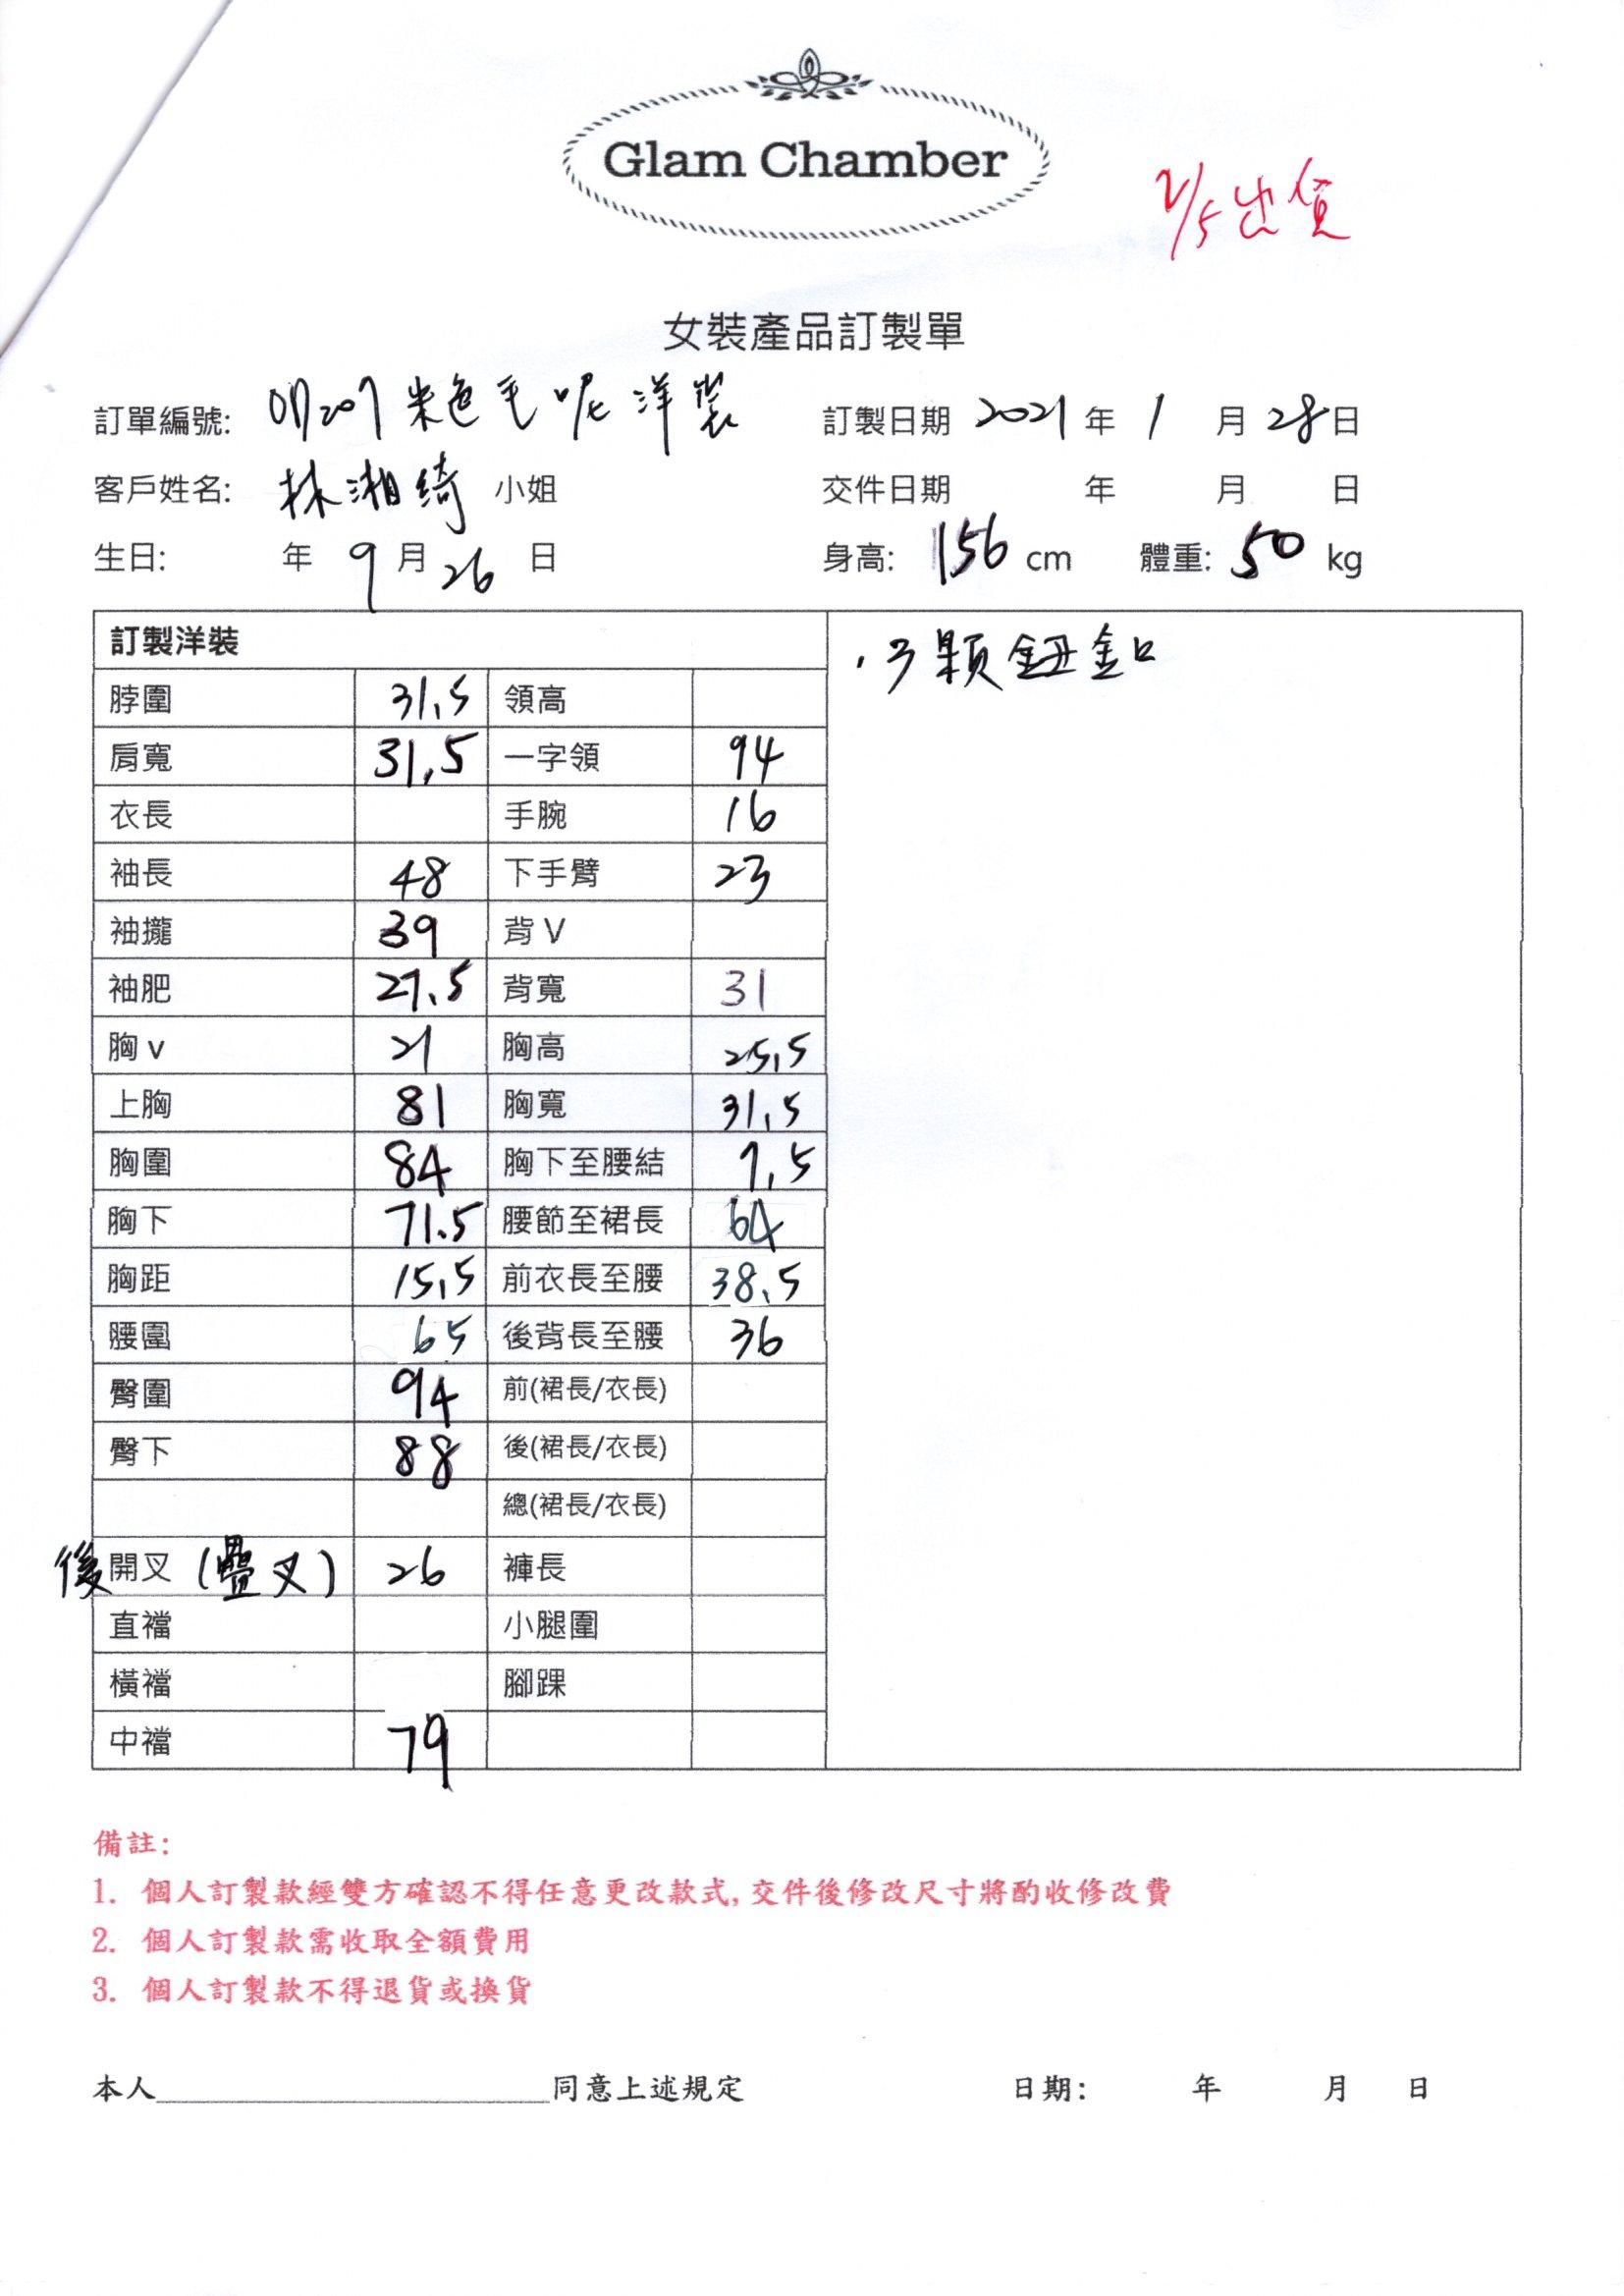 Glam Chamber
2/5出貨
女裝產品訂製單
訂單編號: 米色毛呢洋裝 訂製日期 2021 年 1 月 28 日
客戶姓名: 林湘綺 小姐 交件日期 年 月 日
生日: 年 9 月 26 日 身高: 156 cm 體重: 50 kg
訂製洋裝
.3顆鈕釦
脖圍 31.5 領高
肩寬 31.5 一字領 94
衣長 手腕 16
袖長 48 下手臂 23
袖攏 39 背V
袖肥 27.5 背寬 31
胸v 21 胸高 25.5
上胸 81 胸寬 31.5
胸圍 84 胸下至腰結 7.5
胸下 71.5 腰節至裙長 64
胸距 15.5 前衣長至腰 38.5
腰圍 65 後背長至腰 36
臀圍 94 前(裙長/衣長)
臀下 88 後(裙長/衣長)
總(裙長/衣長)
後開叉(疊叉) 26 褲長
直襠 小腿圍
橫襠 腳踝
中襠 79
備註:
1. 個人訂製款經雙方確認不得任意更改款式,交件後修改尺寸將酌收修改費
2. 個人訂製款需收取全額費用
3. 個人訂製款不得退貨或換貨
本人____________________同意上述規定 日期: 年 月 日